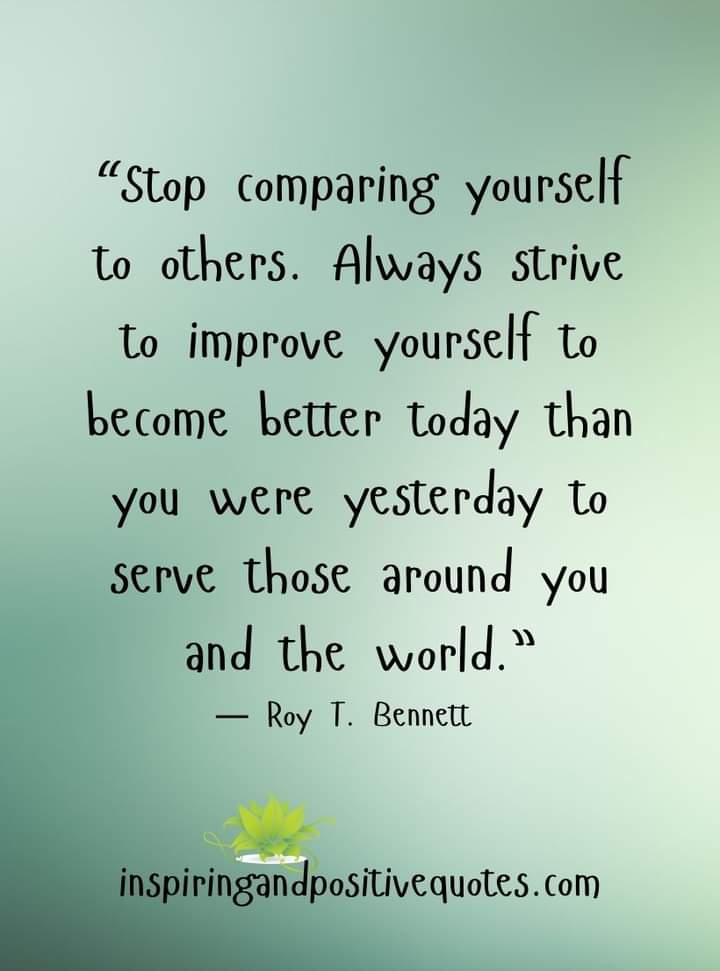 “Stop comparing yourself
to others. Always strive
to improve yourself to
become better today than
you were yesterday to
serve those around you
and the world.”
— Roy T. Bennett
inspiringandpositivequotes.com